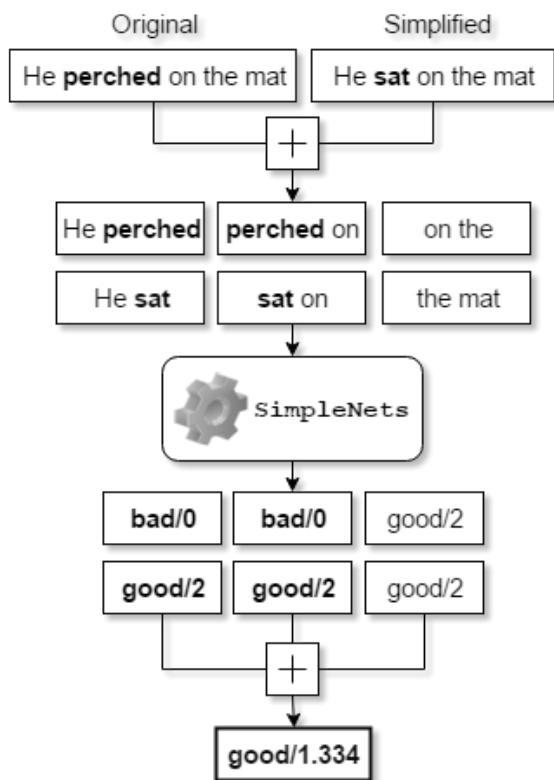 Original Simplified
He perched on the mat He sat on the mat
+
He perched perched on on the
He sat sat on the mat
SimpleNets
bad/0 bad/0 good/2
good/2 good/2 good/2
+
good/1.334